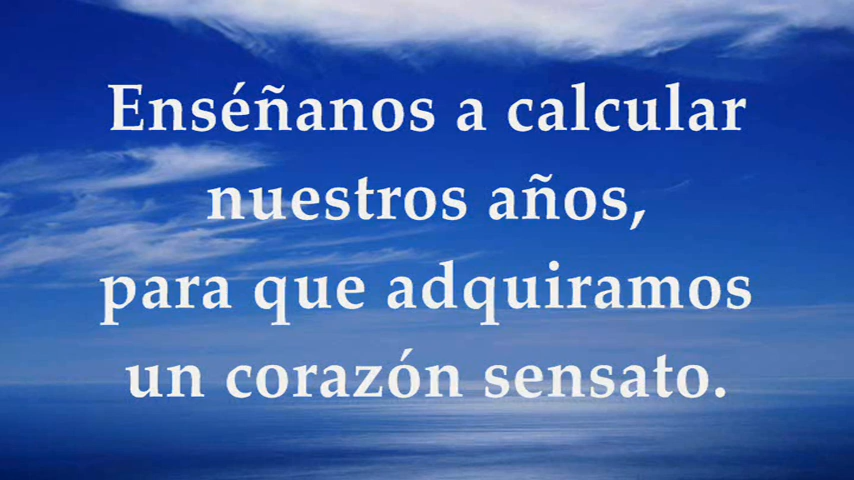 Enséñanos a calcular
nuestros años,
para que adquiramos
un corazón sensato.